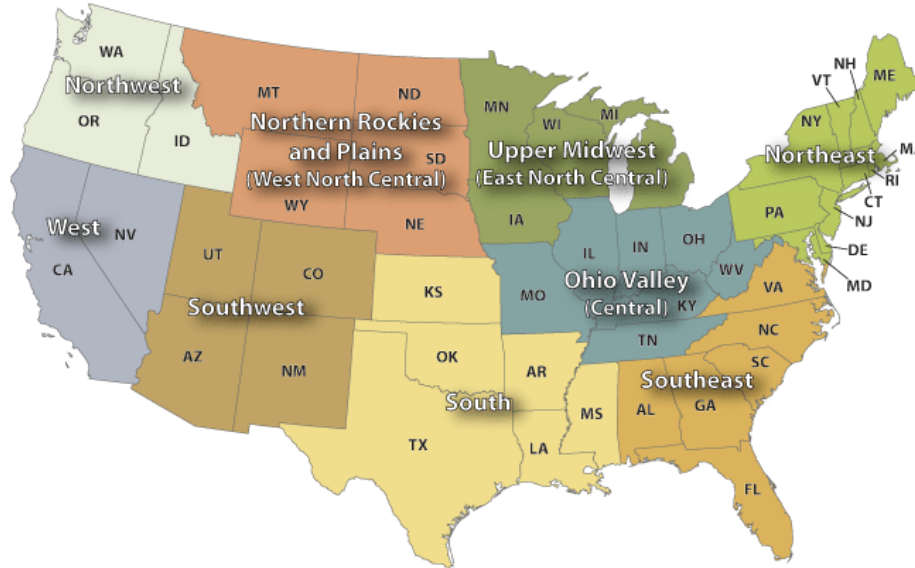 WA
Northwest
OR
ID
MT
ND
Northern Rockies
and Plains
(West North Central)
SD
WY
NE
MN
WI
MI
Upper Midwest
(East North Central)
IA
VT
NH
ME
NY
Northeast
MA
RI
CT
PA
NJ
DE
MD
West
NV
CA
UT
CO
Southwest
AZ
NM
KS
OK
AR
South
TX
LA
MS
IL
IN
OH
WV
Ohio Valley
(Central)
MO
KY
TN
VA
NC
SC
Southeast
AL
GA
FL